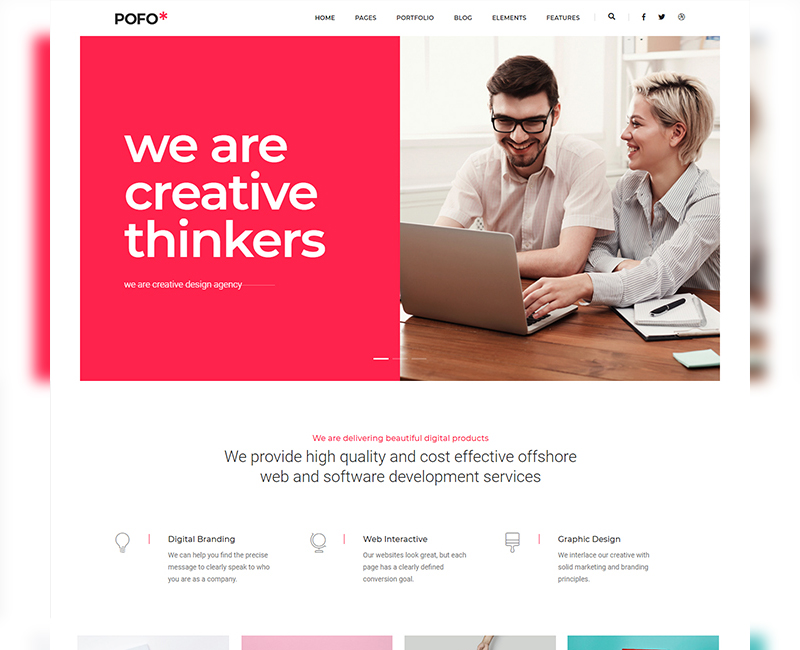 POFO*
HOME PAGES PORTFOLIO BLOG ELEMENTS FEATURES
we are
creative
thinkers
we are creative design agency
We are delivering beautiful digital products
We provide high quality and cost effective offshore
web and software development services
Digital Branding
We can help you find the precise
message to clearly speak to who
you are as a company.
Web Interactive
Our websites look great, but each
page has a clearly defined
conversion goal.
Graphic Design
We interlace our creative with
solid marketing and branding
principles.